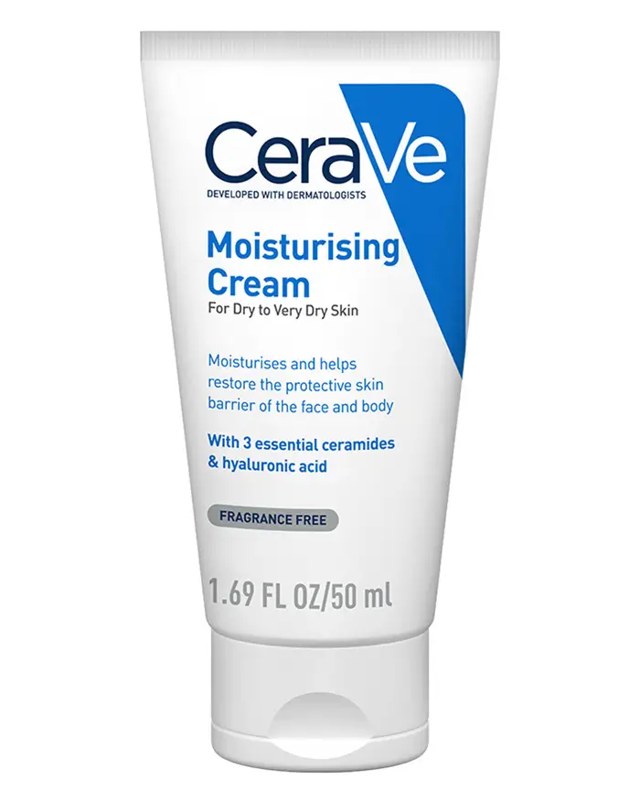 CeraVe
DEVELOPED WITH DERMATOLOGISTS
Moisturising
Cream
For Dry to Very Dry Skin
Moisturises and helps
restore the protective skin
barrier of the face and body
With 3 essential ceramides
& hyaluronic acid
FRAGRANCE FREE
1.69 FL OZ/50 ml